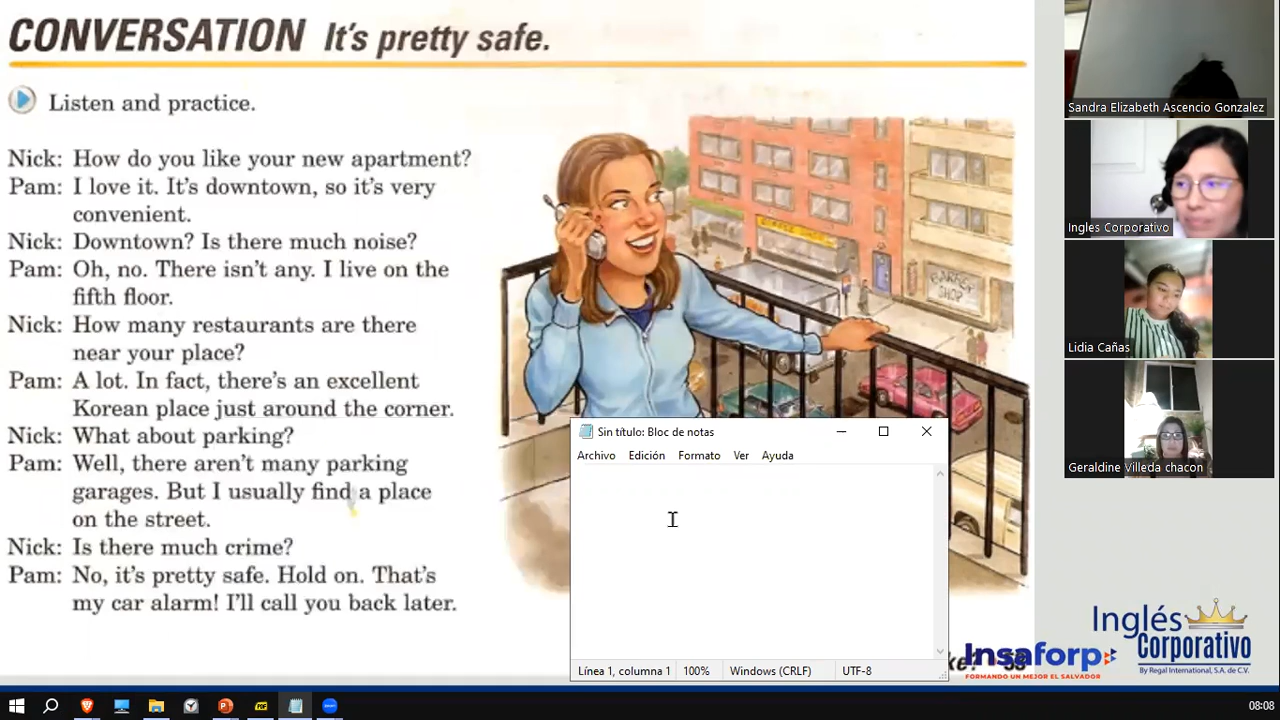 CONVERSATION It's pretty safe.
Listen and practice.
Nick: How do you like your new apartment?
Pam: I love it. It's downtown, so it's very
convenient.
Nick: Downtown? Is there much noise?
Pam: Oh, no. There isn't any. I live on the
fifth floor.
Nick: How many restaurants are there
near your place?
Pam: A lot. In fact, there's an excellent
Korean place just around the corner.
Nick: What about parking?
Pam: Well, there aren't many parking
garages. But I usually find a place
on the street.
Nick: Is there much crime?
Pam: No, it's pretty safe. Hold on. That's
my car alarm! I'll call you back later.
BARBER
SHOP
Sin título: Bloc de notas
Archivo Edición Formato Ver Ayuda
Línea 1, columna 1 100% Windows (CRLF) UTF-8
Sandra Elizabeth Ascencio Gonzalez
Ingles Corporativo
Lidia Cañas
Geraldine Villeda chacon
Insaforp
FORMANDO UN MEJOR EL SALVADOR
Inglés
Corporativo
By Regal International, S.A. de C.V.
08:08